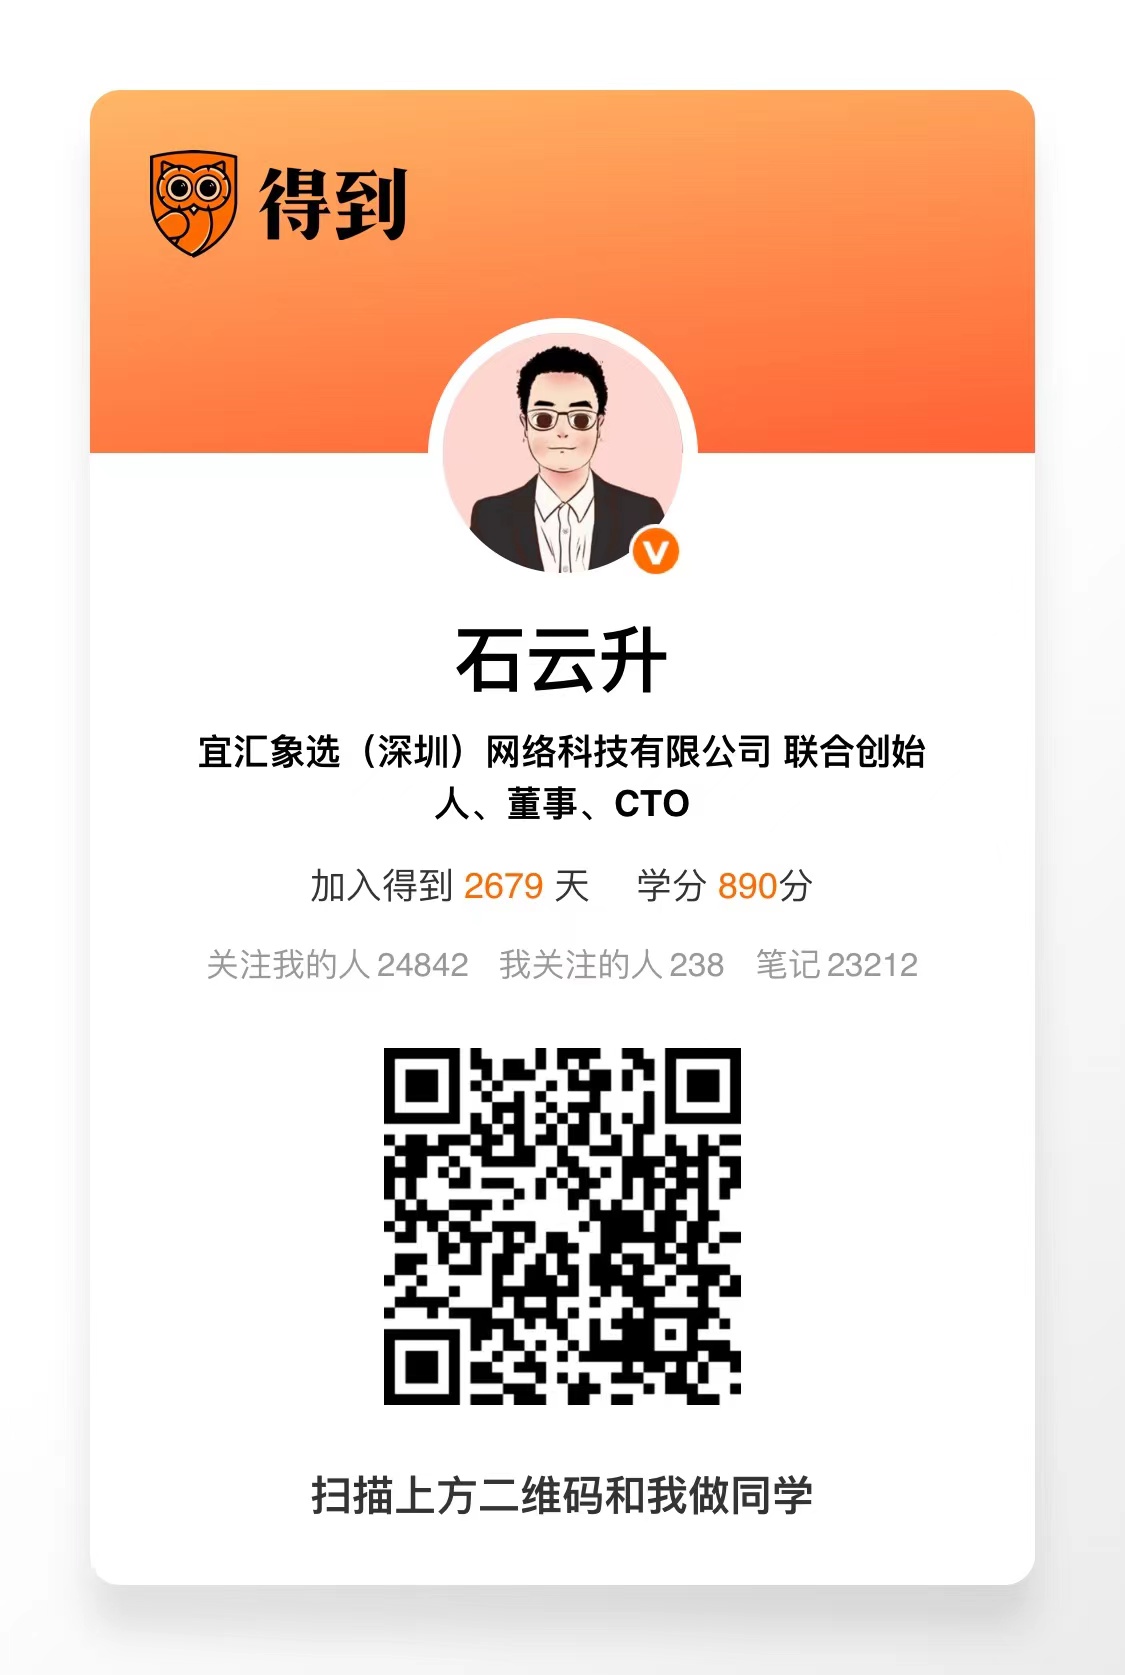 得到
石云升
宜汇象选（深圳）网络科技有限公司 联合创始
人、董事、CTO
加入得到 2679 天 学分 890分
关注我的人 24842 我关注的人 238 笔记 23212
扫描上方二维码和我做同学